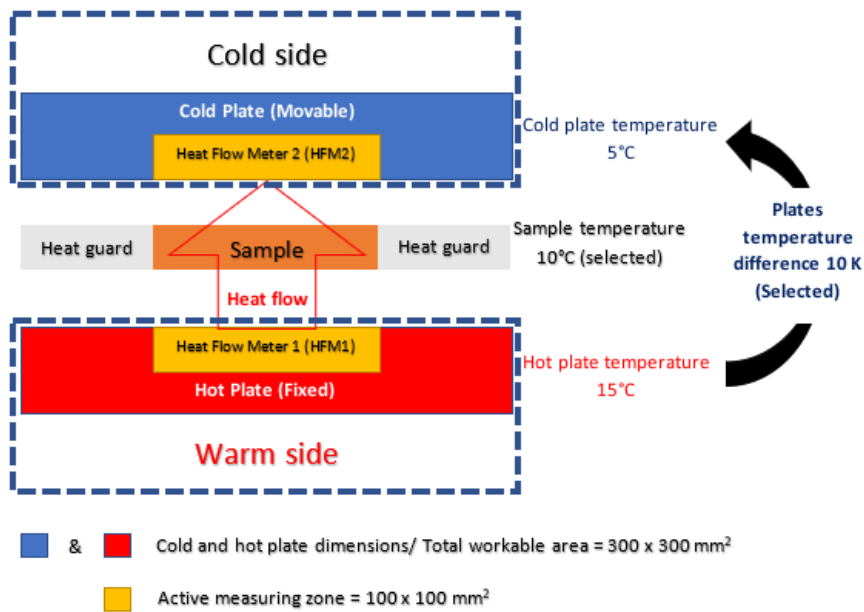 Cold side
Cold Plate (Movable)
Heat Flow Meter 2 (HFM2)
Cold plate temperature
5°C
Heat guard
Sample
Heat guard
Sample temperature
10°C (selected)
Plates
temperature
difference 10 K
(Selected)
Heat flow
Heat Flow Meter 1 (HFM1)
Hot Plate (Fixed)
Hot plate temperature
15°C
Warm side
& Cold and hot plate dimensions/ Total workable area = 300 x 300 mm²
Active measuring zone = 100 x 100 mm²